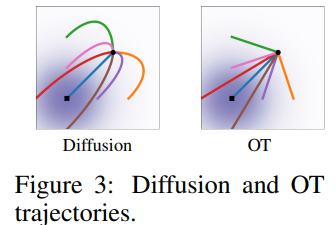 Diffusion
OT
Figure 3: Diffusion and OT
trajectories.